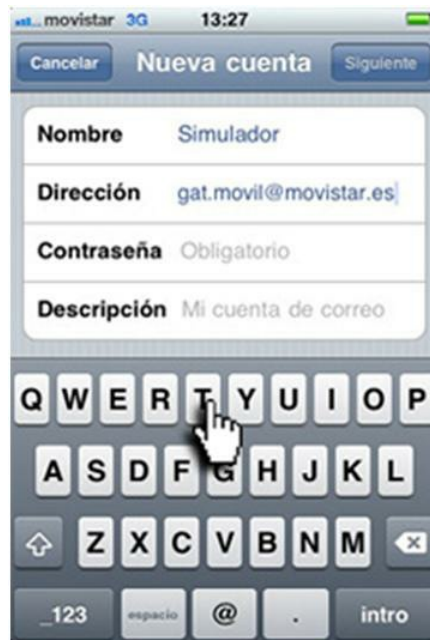 movistar 3G 13:27
Cancelar Nueva cuenta Siguiente
Nombre Simulador
Dirección gat.movil@movistar.es
Contraseña Obligatorio
Descripción Mi cuenta de correo
Q W E R T Y U I O P
A S D F G H J K L
Z X C V B N M
_123 espacio @ . intro